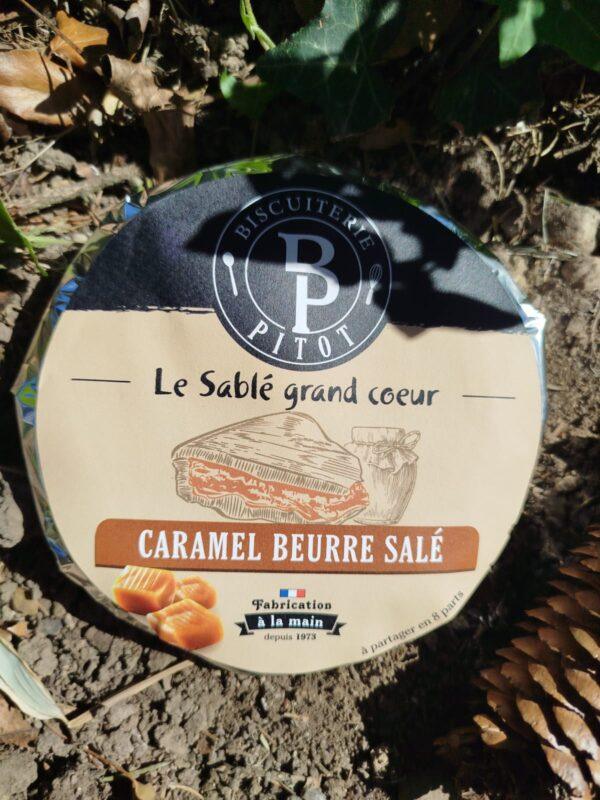 BISCUITERIE
BP
PITOT
Le Sablé grand coeur
CARAMEL BEURRE SALÉ
Fabrication
à la main
depuis 1973
à partager en 8 parts